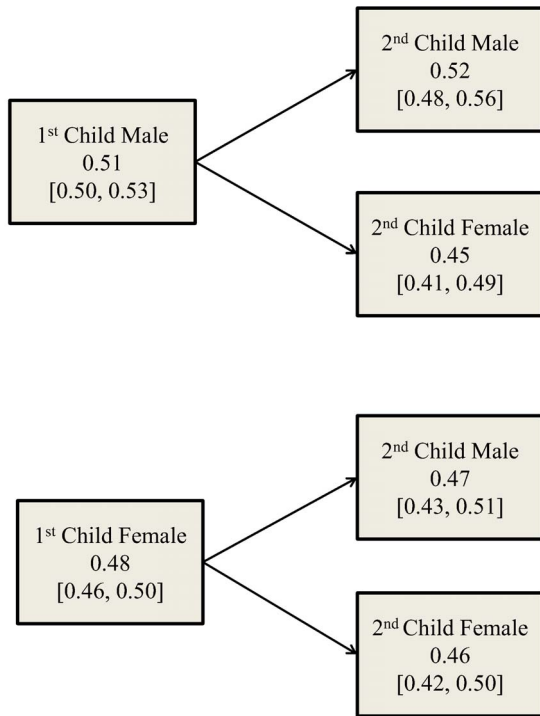 1st Child Male
0.51
[0.50, 0.53]
2nd Child Male
0.52
[0.48, 0.56]
2nd Child Female
0.45
[0.41, 0.49]
1st Child Female
0.48
[0.46, 0.50]
2nd Child Male
0.47
[0.43, 0.51]
2nd Child Female
0.46
[0.42, 0.50]